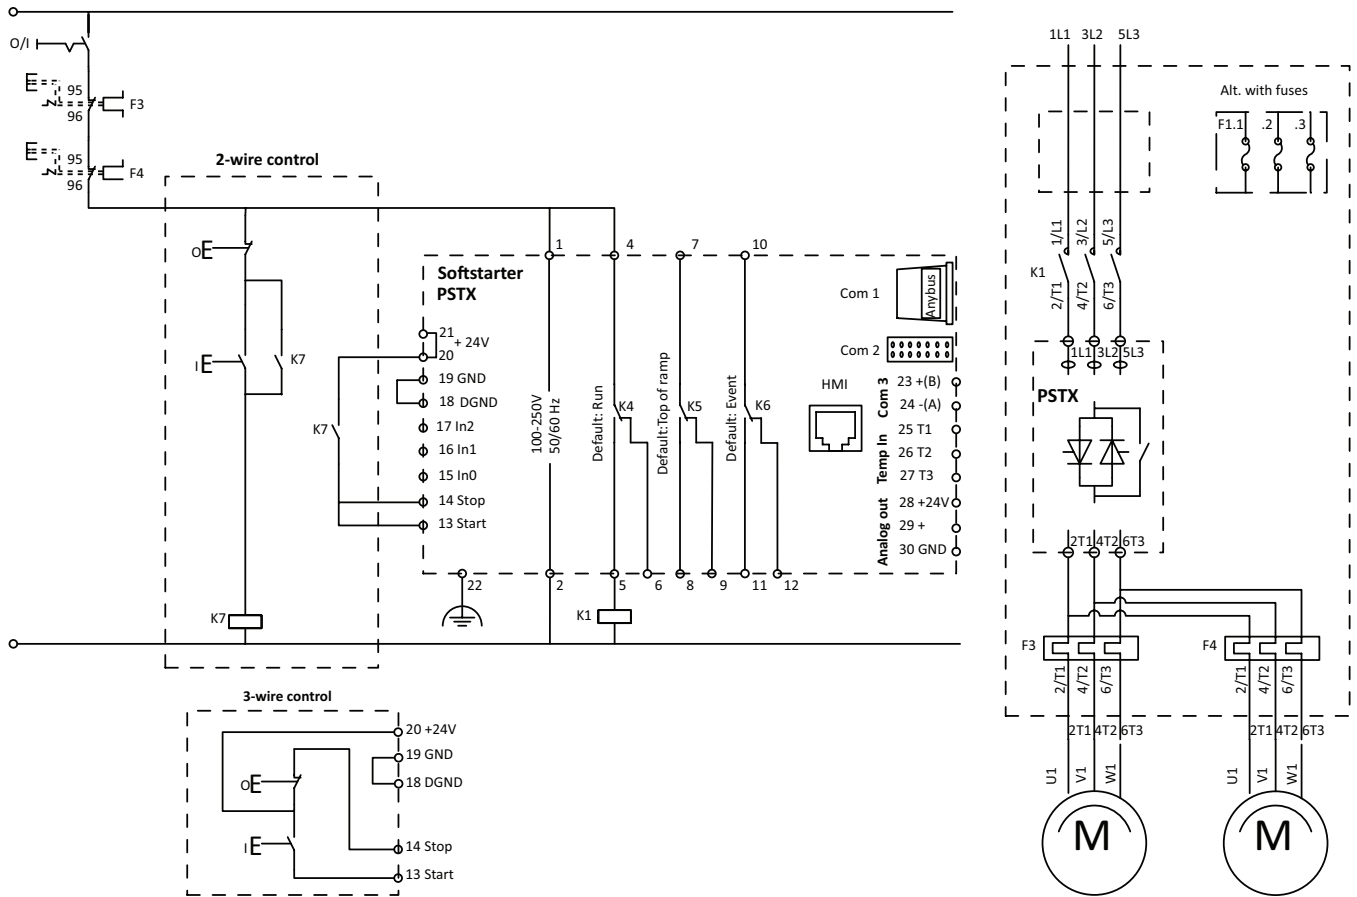 O/I
95
96
F3
95
96
F4
2-wire control
O
I
K7
K7
K7
Softstarter
PSTX
1
4
7
10
21
+ 24V
20
19 GND
18 DGND
17 In2
16 In1
15 In0
14 Stop
13 Start
22
100-250V
50/60 Hz
Default: Run
K4
Default:Top of ramp
K5
Default: Event
K6
2
5
6
8
9
11
12
K1
Com 1
Anybus
Com 2
HMI
Com 3
23 +(B)
24 -(A)
Temp In
25 T1
26 T2
27 T3
Analog out
28 +24V
29 +
30 GND
3-wire control
20 +24V
19 GND
18 DGND
O
I
14 Stop
13 Start
1L1 3L2 5L3
Alt. with fuses
F1.1 .2 .3
1/L1 3/L2 5/L3
K1
2/T1 4/T2 6/T3
1L1 3L2 5L3
PSTX
2T1 4T2 6T3
F3
2/T1 4/T2 6/T3
F4
2/T1 4/T2 6/T3
2T1 4T2 6T3
2T1 4T2 6T3
U1 V1 W1
U1 V1 W1
M
M